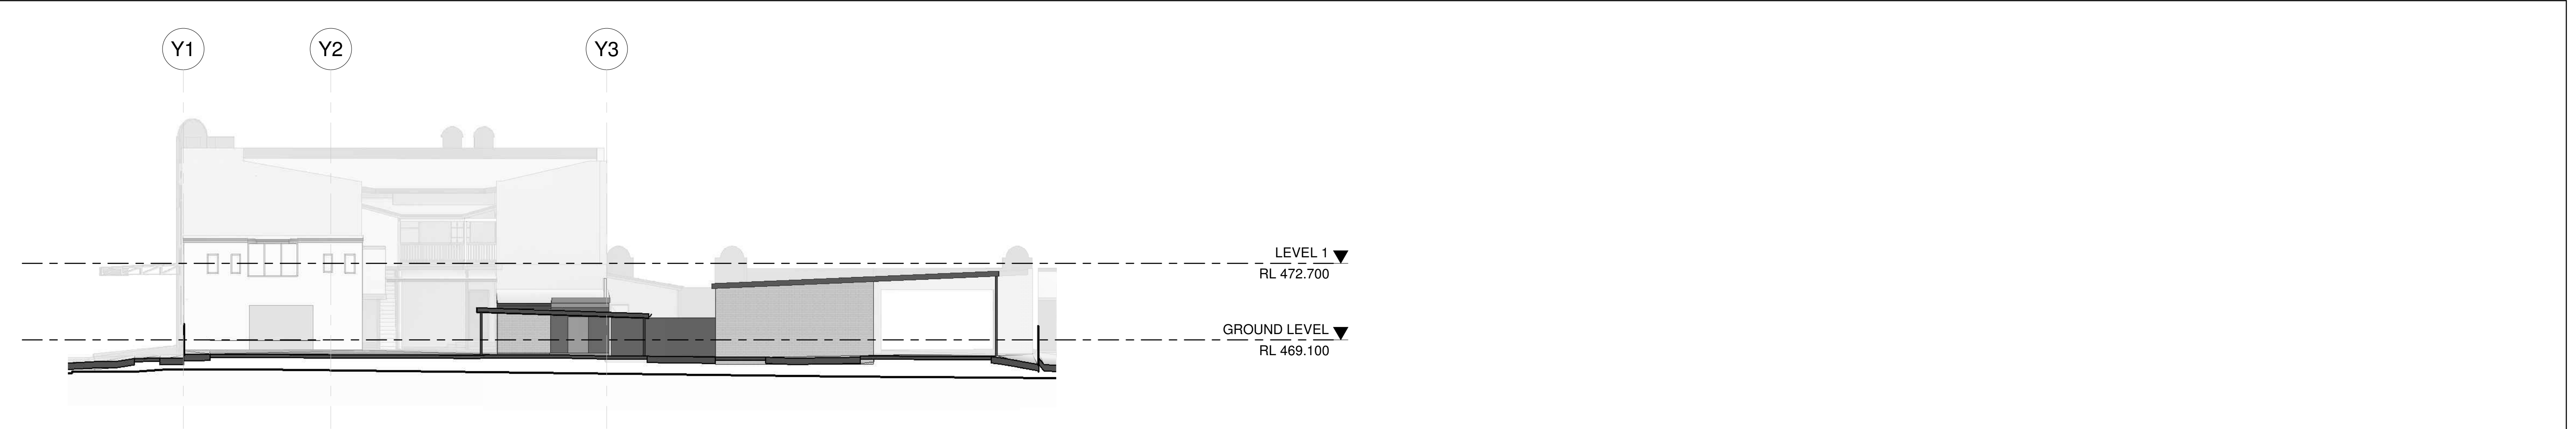 Y1
Y2
Y3
LEVEL 1
RL 472.700
GROUND LEVEL
RL 469.100